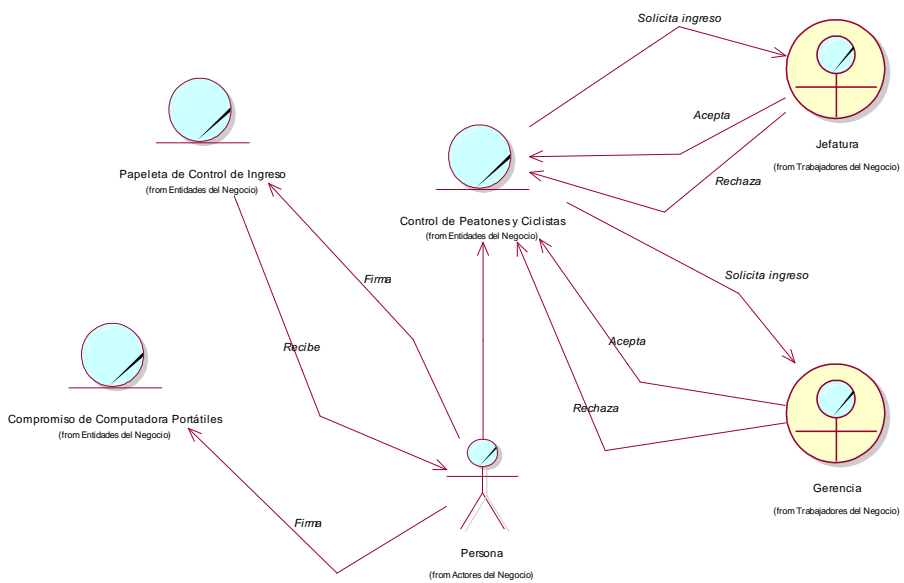 Solicita ingreso
Acepta
Jefatura
(from Trabajadores del Negocio)
Rechaza
Papeleta de Control de Ingreso
(from Entidades del Negocio)
Control de Peatones y Ciclistas
(from Entidades del Negocio)
Solicita ingreso
Firma
Recibe
Acepta
Rechaza
Compromiso de Computadora Portátiles
(from Entidades del Negocio)
Gerencia
(from Trabajadores del Negocio)
Firma
Persona
(from Actores del Negocio)